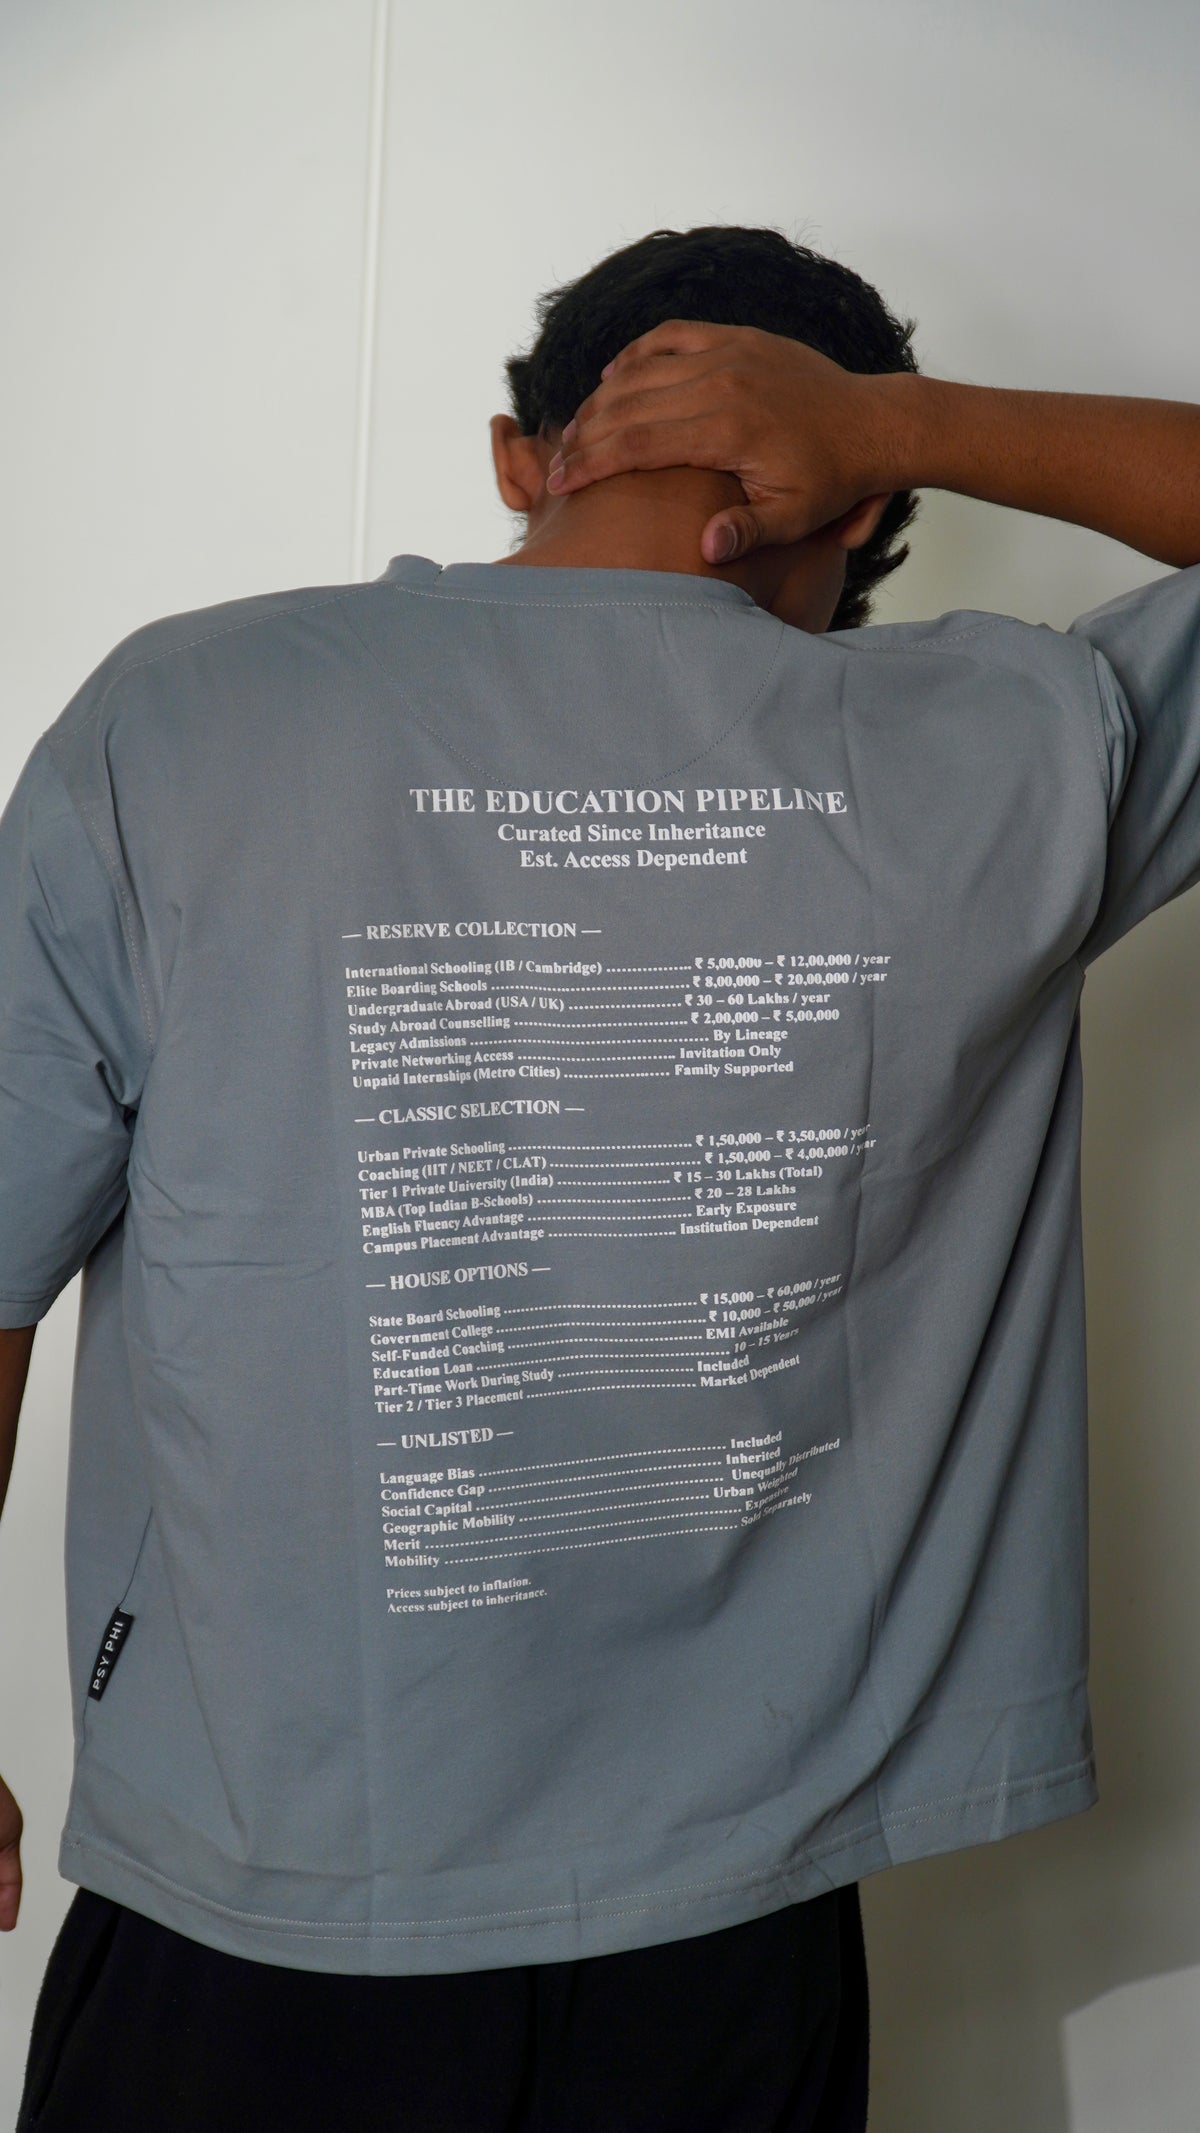 THE EDUCATION PIPELINE
Curated Since Inheritance
Est. Access Dependent
— RESERVE COLLECTION —
International Schooling (IB / Cambridge) ................. ₹ 5,00,000 – ₹ 12,00,000 / year
Elite Boarding Schools ........................................ ₹ 8,00,000 – ₹ 20,00,000 / year
Undergraduate Abroad (USA / UK) ....................... ₹ 30 – 60 Lakhs / year
Study Abroad Counselling ................................... ₹ 2,00,000 – ₹ 5,00,000
Legacy Admissions ................................................ By Lineage
Private Networking Access ................................ Invitation Only
Unpaid Internships (Metro Cities) ...................... Family Supported
— CLASSIC SELECTION —
Urban Private Schooling ..................................... ₹ 1,50,000 – ₹ 3,50,000 / year
Coaching (IIT / NEET / CLAT) .............................. ₹ 1,50,000 – ₹ 4,00,000 / year
Tier 1 Private University (India) ....................... ₹ 15 – 30 Lakhs (Total)
MBA (Top Indian B-Schools) ............................... ₹ 20 – 28 Lakhs
English Fluency Advantage ................................. Early Exposure
Campus Placement Advantage .......................... Institution Dependent
— HOUSE OPTIONS —
State Board Schooling ....................................... ₹ 15,000 – ₹ 60,000 / year
Government College .......................................... ₹ 10,000 – ₹ 50,000 / year
Self-Funded Coaching ....................................... EMI Available
Education Loan ................................................... 10 – 15 Years
Part-Time Work During Study ........................... Included
Tier 2 / Tier 3 Placement .................................. Market Dependent
— UNLISTED —
Language Bias .................................................. Included
Confidence Gap ............................................... Inherited
Social Capital .................................................. Unequally Distributed
Geographic Mobility ....................................... Urban Weighted
Merit ................................................................ Expensive
Mobility ........................................................... Sold Separately
Prices subject to inflation.
Access subject to inheritance.
PSY PHI